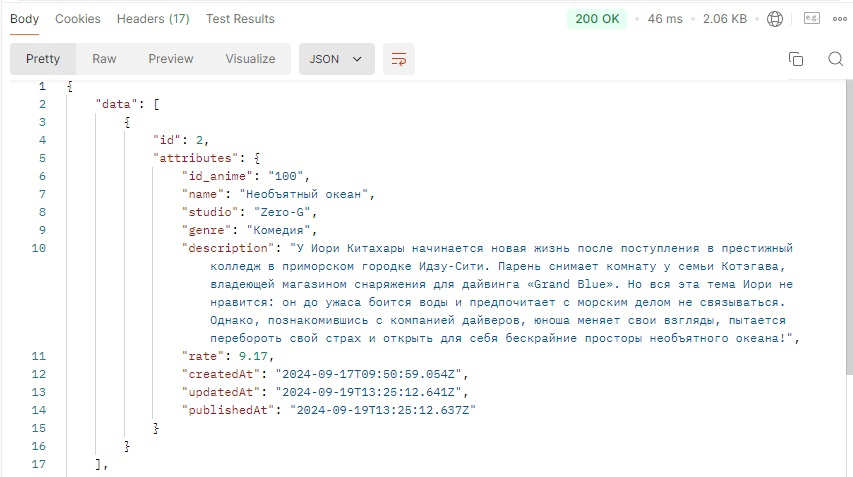 Body Cookies Headers (17) Test Results 200 OK 46 ms 2.06 KB e.g.
Pretty Raw Preview Visualize JSON
1 {
2 "data": [
3 {
4 "id": 2,
5 "attributes": {
6 "id_anime": "100",
7 "name": "Необъятный океан",
8 "studio": "Zero-G",
9 "genre": "Комедия",
10 "description": "У Иори Китахары начинается новая жизнь после поступления в престижный
колледж в приморском городке Идзу-Сити. Парень снимает комнату у семьи Котэгава,
владеющей магазином снаряжения для дайвинга «Grand Blue». Но вся эта тема Иори не
нравится: он до ужаса боится воды и предпочитает с морским делом не связываться.
Однако, познакомившись с компанией дайверов, юноша меняет свои взгляды, пытается
перебороть свой страх и открыть для себя бескрайние просторы необъятного океана!",
11 "rate": 9.17,
12 "createdAt": "2024-09-17T09:50:59.054Z",
13 "updatedAt": "2024-09-19T13:25:12.641Z",
14 "publishedAt": "2024-09-19T13:25:12.637Z"
15 }
16 }
17 ],